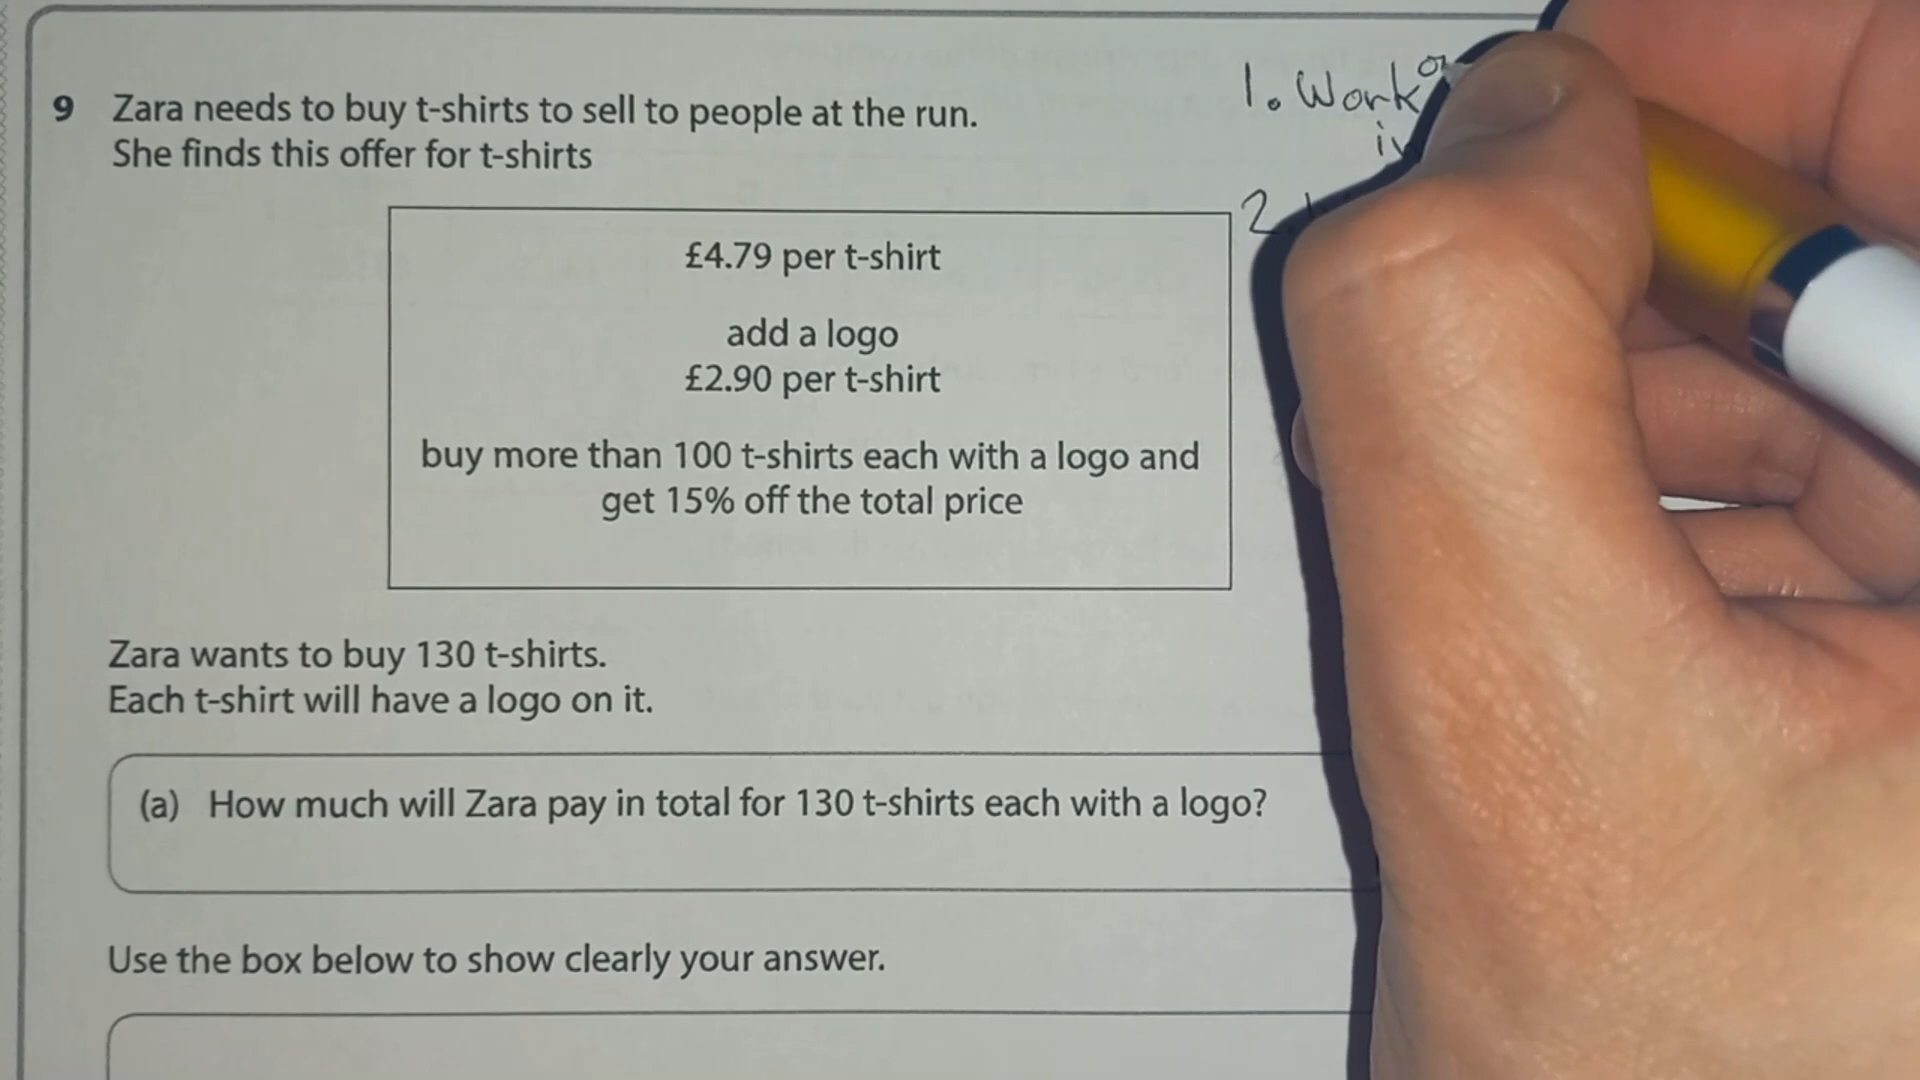 9 Zara needs to buy t-shirts to sell to people at the run.
She finds this offer for t-shirts
1. Work
2.
£4.79 per t-shirt
add a logo
£2.90 per t-shirt
buy more than 100 t-shirts each with a logo and
get 15% off the total price
Zara wants to buy 130 t-shirts.
Each t-shirt will have a logo on it.
(a) How much will Zara pay in total for 130 t-shirts each with a logo?
Use the box below to show clearly your answer.